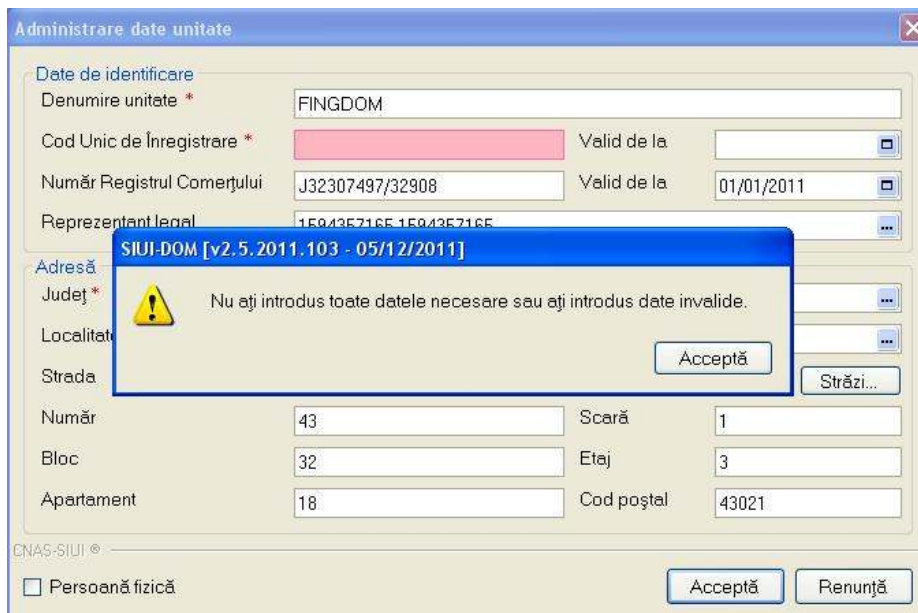 Administrare date unitate
Date de identificare
Denumire unitate * FINGDOM
Cod Unic de Înregistrare * Valid de la
Număr Registrul Comerţului J32307497/32908 Valid de la 01/01/2011
Reprezentant legal 1594357165 1594357165 ...
SIUI-DOM [v2.5.2011.103 - 05/12/2011]
Nu aţi introdus toate datele necesare sau aţi introdus date invalide.
Acceptă
Adresă
Judeţ * ...
...
Strada Străzi...
Număr 43 Scară 1
Bloc 32 Etaj 3
Apartament 18 Cod poştal 43021
CNAS-SIUI ®
Persoană fizică Acceptă Renunţă